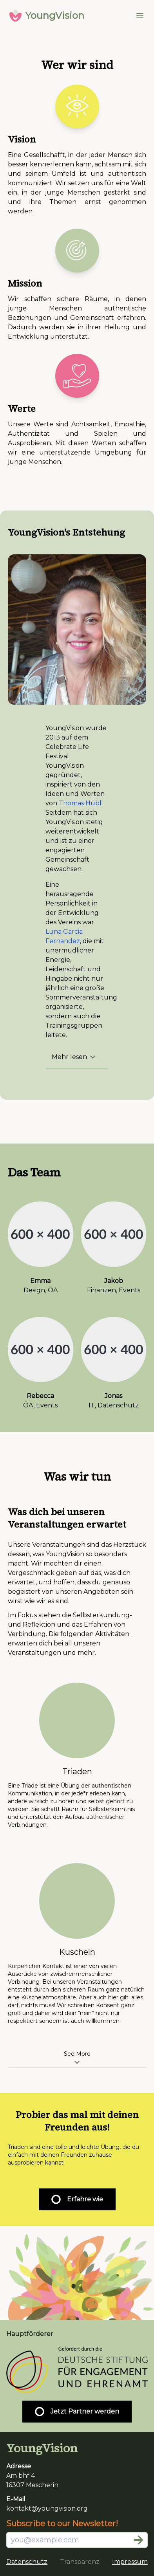 YoungVision
Wer wir sind
Vision
Eine Gesellschafft, in der jeder Mensch sich
besser kennerlernen kann, achtsam mit sich
und seinem Umfeld ist und authentisch
kommuniziert. Wir setzen uns für eine Welt
ein, in der junge Menschen gestärkt sind
und ihre Themen ernst genommen
werden.
Mission
Wir schaffen sichere Räume, in denen
junge Menschen authentische
Beziehungen und Gemeinschaft erfahren.
Dadurch werden sie in ihrer Heilung und
Entwicklung unterstützt.
Werte
Unsere Werte sind Achtsamkeit, Empathie,
Authentizität und Spielen und
Ausprobieren. Mit diesen Werten schaffen
wir eine unterstützende Umgebung für
junge Menschen.
YoungVision's Entstehung
YoungVision wurde
2013 auf dem
Celebrate Life
Festival
YoungVision
gegründet,
inspiriert von den
Ideen und Werten
von Thomas Hübl.
Seitdem hat sich
YoungVision stetig
weiterentwickelt
und ist zu einer
engagierten
Gemeinschaft
gewachsen.
Eine
herausragende
Persönlichkeit in
der Entwicklung
des Vereins war
Luna Garcia
Fernandez, die mit
unermüdlicher
Energie,
Leidenschaft und
Hingabe nicht nur
jährlich eine große
Sommerveranstaltung
organisierte,
sondern auch die
Trainingsgruppen
leitete.
Mehr lesen
Das Team
600 × 400 600 × 400
Emma Jakob
Design, OA Finanzen, Events
600 × 400 600 × 400
Rebecca Jonas
OA, Events IT, Datenschutz
Was wir tun
Was dich bei unseren
Veranstaltungen erwartet
Unsere Veranstaltungen sind das Herzstück
dessen, was YoungVision so besonders
macht. Wir möchten dir einen
Vorgeschmack geben auf das, was dich
erwartet, und hoffen, dass du genauso
begeistert von unseren Angeboten sein
wirst wie wir es sind.
Im Fokus stehen die Selbsterkundung-
und Reflektion und das Erfahren von
Verbindung. Die folgenden Aktivitäten
erwarten dich bei all unseren
Veranstaltungen und mehr.
Triaden
Eine Triade ist eine Übung der authentischen
Kommunikation, in der jede*r erleben kann,
andere wirklich zu hören und selbst gehört zu
werden. Sie schafft Raum für Selbsterkenntniss
und unterstützt den Aufbau authentischer
Verbindungen.
Kuscheln
Körpericher Kontakt ist einer von vielen
Ausdrücke von zwischenmenschlicher
Verbindung. Bei unseren Veranstaltungen
entsteht durch den sicheren Raum ganz natürlich
eine Kuschelatmosphäre. Aber auch hier gilt: alles
darf, nichts muss! Wir schreiben Konsent ganz
groß und daher wird dein "nein" nicht nur
respektiert sondern ist auch willkommen.
See More
Probier das mal mit deinen
Freunden aus!
Triaden sind eine tolle und leichte Übung, die du
einfach mit deinen Freunden zuhause
ausprobieren kannst!
Erfahre wie
Hauptförderer
Gefördert durch die
DEUTSCHE STIFTUNG
FÜR ENGAGEMENT
UND EHRENAMT
Jetzt Partner werden
YoungVision
Adresse
Am bhf 4
16307 Mescherin
E-Mail
kontakt@youngvision.org
Subscribe to our Newsletter!
you@example.com
Datenschutz Transparenz Impressum